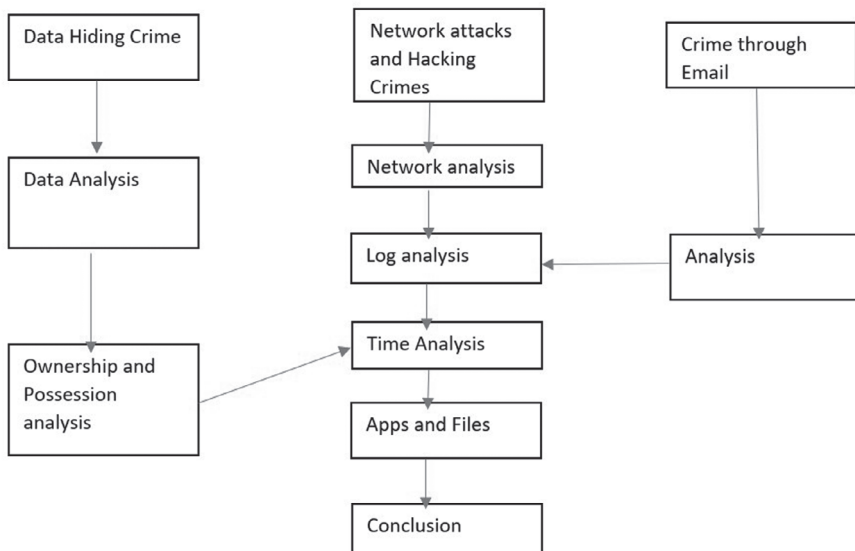 Data Hiding Crime
Network attacks
and Hacking
Crimes
Crime through
Email
Data Analysis
Network analysis
Log analysis
Analysis
Ownership and
Possession
analysis
Time Analysis
Apps and Files
Conclusion